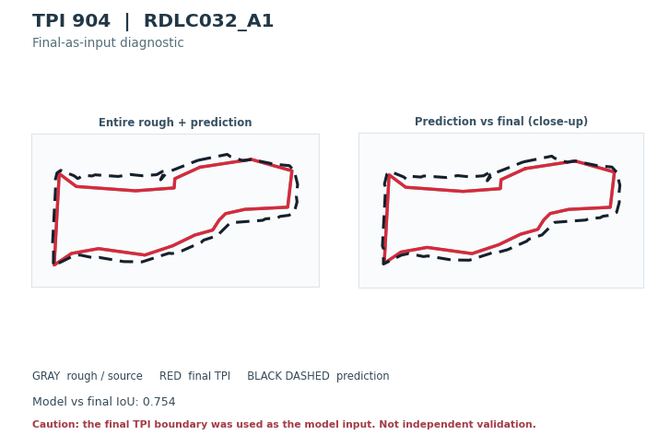 TPI 904 | RDLC032_A1
Final-as-input diagnostic
Entire rough + prediction
Prediction vs final (close-up)
GRAY rough / source RED final TPI BLACK DASHED prediction
Model vs final IoU: 0.754
Caution: the final TPI boundary was used as the model input. Not independent validation.